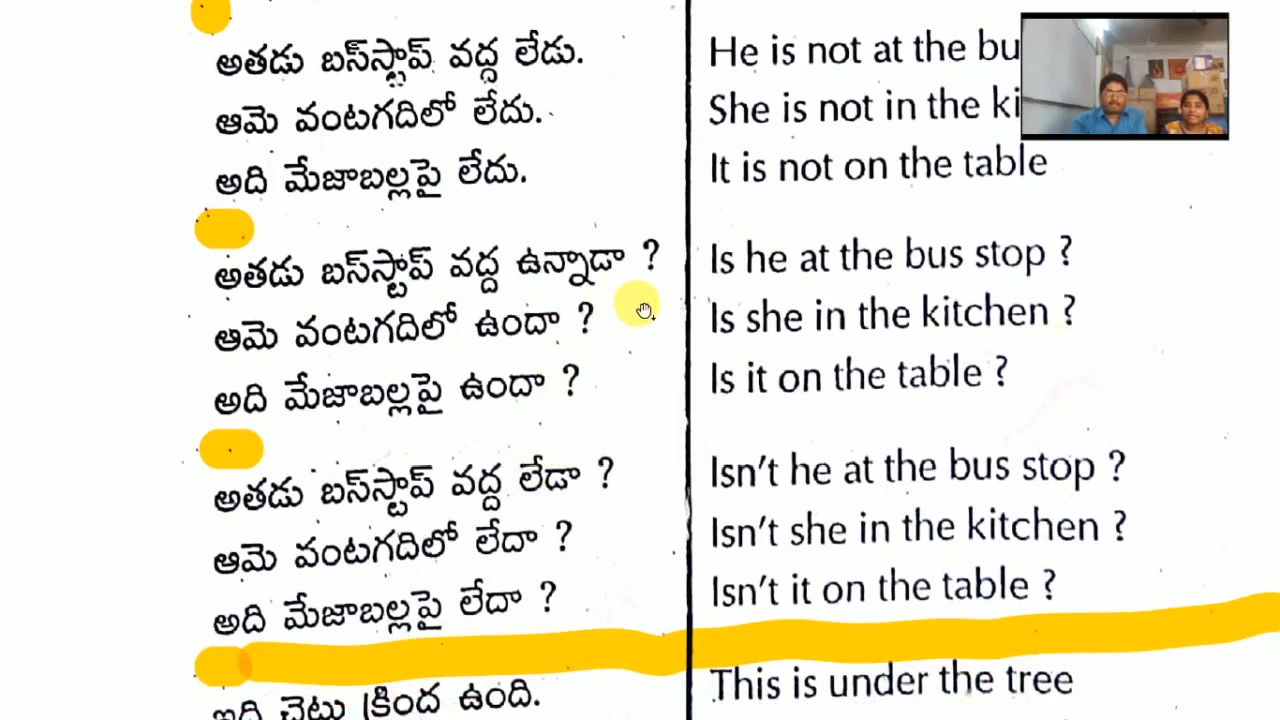 అతడు బస్‌స్టాప్ వద్ద లేడు.
He is not at the
ఆమె వంటగదిలో లేదు.
She is not in the
అది మేజాబల్లపై లేదు.
It is not on the table
అతడు బస్‌స్టాప్ వద్ద ఉన్నాడా ?
Is he at the bus stop ?
ఆమె వంటగదిలో ఉందా ?
Is she in the kitchen ?
అది మేజాబల్లపై ఉందా ?
Is it on the table ?
అతడు బస్‌స్టాప్ వద్ద లేడా ?
Isn't he at the bus stop ?
ఆమె వంటగదిలో లేదా ?
Isn't she in the kitchen ?
అది మేజాబల్లపై లేదా ?
Isn't it on the table ?
ఇది చెట్టు క్రింద ఉంది.
This is under the tree